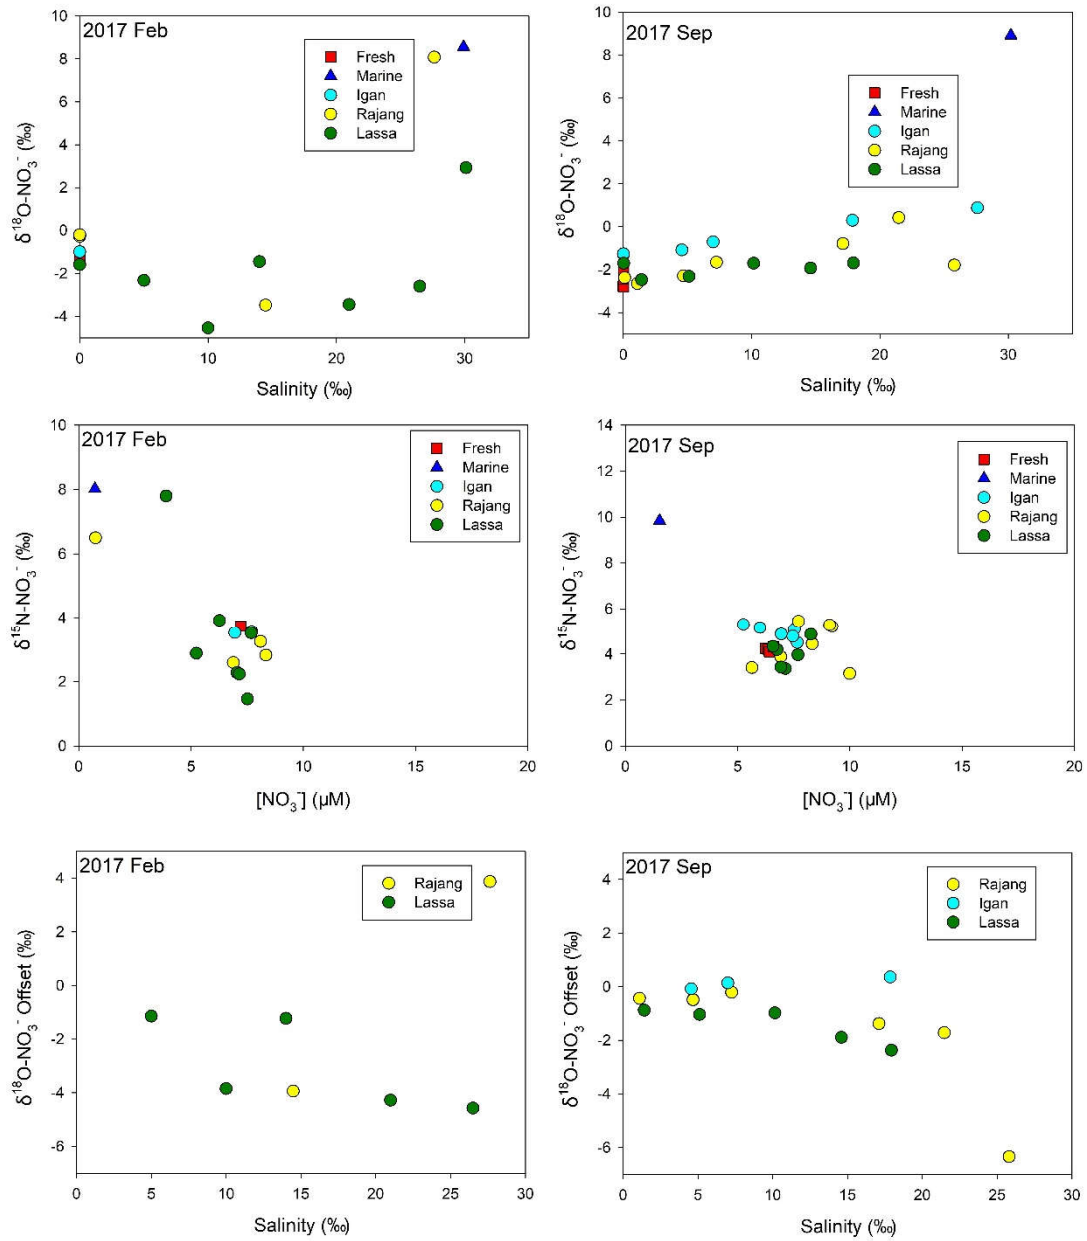 2017 Feb
Fresh
Marine
Igan
Rajang
Lassa
10
8
6
4
2
0
-2
-4
δ¹⁸O-NO₃⁻ (‰)
0 10 20 30
Salinity (‰)
2017 Sep
Fresh
Marine
Igan
Rajang
Lassa
10
8
6
4
2
0
-2
-4
δ¹⁸O-NO₃⁻ (‰)
0 10 20 30
Salinity (‰)
2017 Feb
Fresh
Marine
Igan
Rajang
Lassa
10
8
6
4
2
0
δ¹⁵N-NO₃⁻ (‰)
0 5 10 15 20
[NO₃⁻] (µM)
2017 Sep
Fresh
Marine
Igan
Rajang
Lassa
14
12
10
8
6
4
2
0
δ¹⁵N-NO₃⁻ (‰)
0 5 10 15 20
[NO₃⁻] (µM)
2017 Feb
Rajang
Lassa
4
2
0
-2
-4
-6
δ¹⁸O-NO₃⁻ Offset (‰)
0 5 10 15 20 25 30
Salinity (‰)
2017 Sep
Rajang
Igan
Lassa
4
2
0
-2
-4
-6
δ¹⁸O-NO₃⁻ Offset (‰)
0 5 10 15 20 25 30
Salinity (‰)